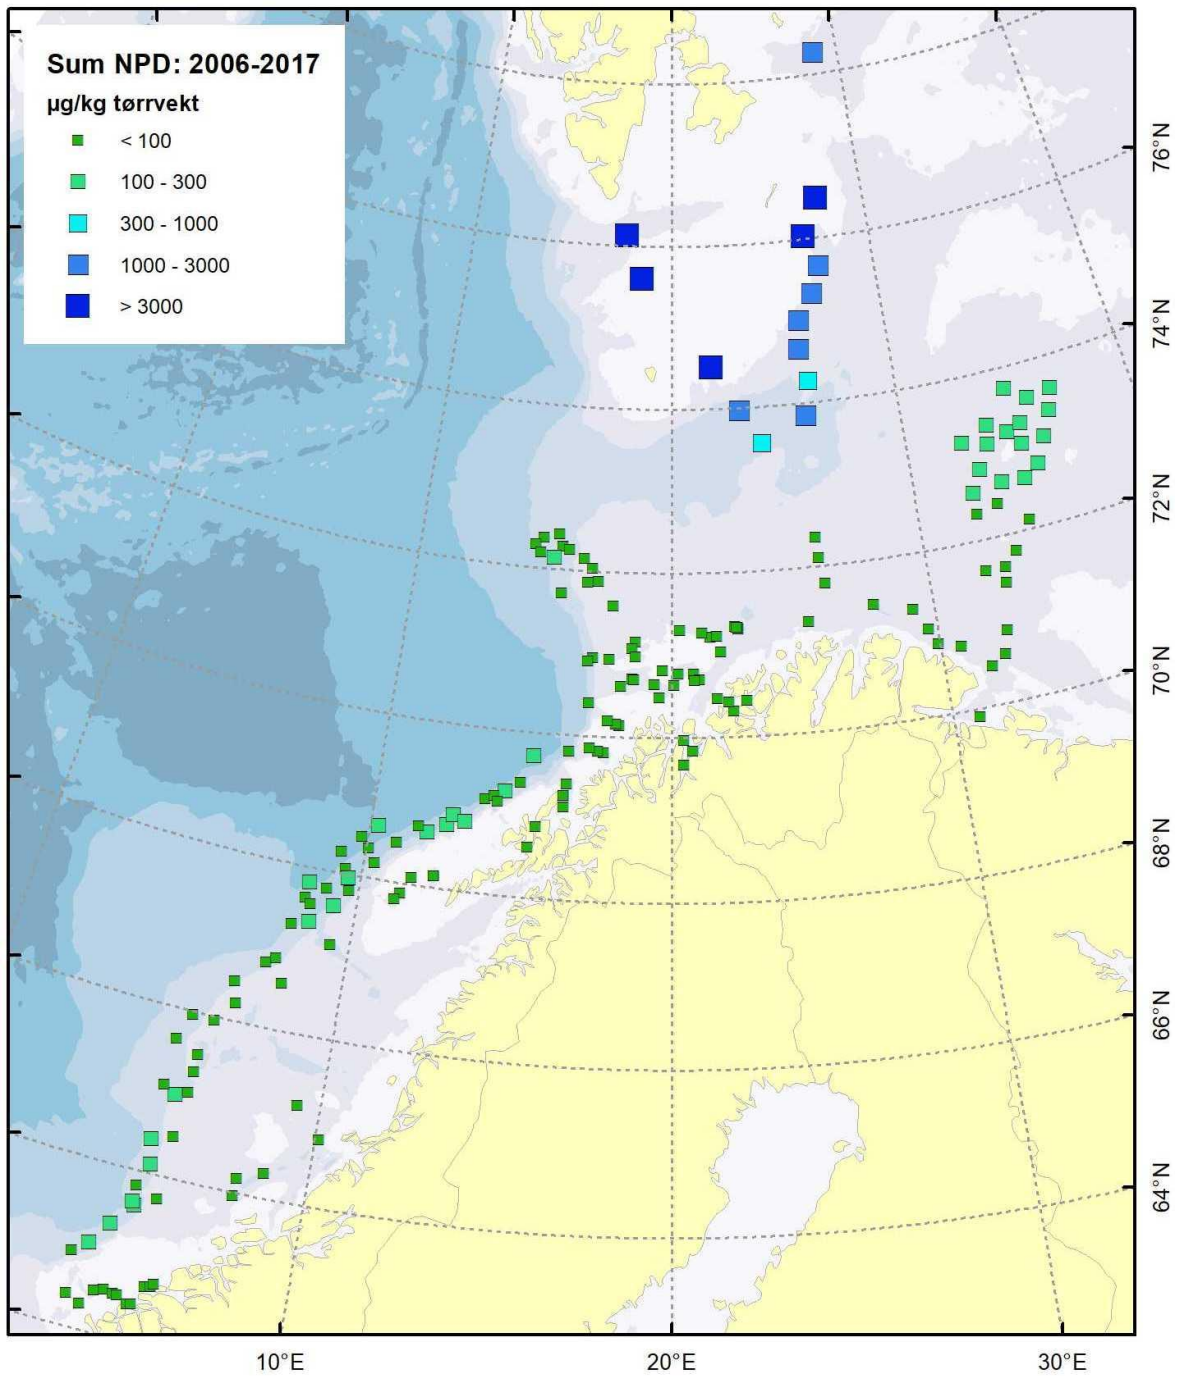 Sum NPD: 2006-2017
µg/kg tørrvekt
< 100
100 - 300
300 - 1000
1000 - 3000
> 3000
76°N
74°N
72°N
70°N
68°N
66°N
64°N
10°E
20°E
30°E